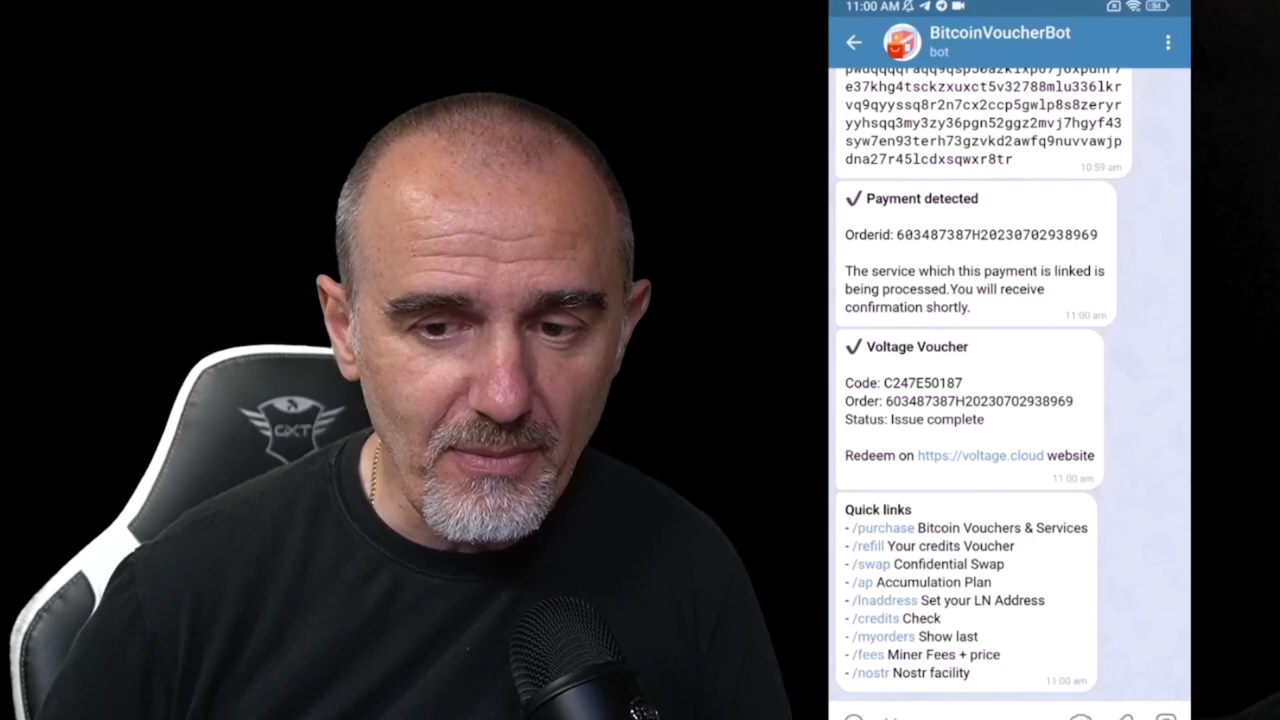 11:00 AM
54
BitcoinVoucherBot
bot
e37khg4tsckzxuxct5v32788mlu336lkr
vq9qyyssq8r2n7cx2ccp5gwlp8s8zeryr
yyhsqq3my3zy36pgn52ggz2mvj7hgyf43
syw7en93terh73gzvkd2awfq9nuvvawjp
dna27r45lcdxsqwxr8tr
10:59 am
Payment detected
Orderid: 603487387H20230702938969
The service which this payment is linked is
being processed.You will receive
confirmation shortly.
11:00 am
Voltage Voucher
Code: C247E50187
Order: 603487387H20230702938969
Status: Issue complete
Redeem on https://voltage.cloud website
11:00 am
Quick links
- /purchase Bitcoin Vouchers & Services
- /refill Your credits Voucher
- /swap Confidential Swap
- /ap Accumulation Plan
- /lnaddress Set your LN Address
- /credits Check
- /myorders Show last
- /fees Miner Fees + price
- /nostr Nostr facility
11:00 am
GXT